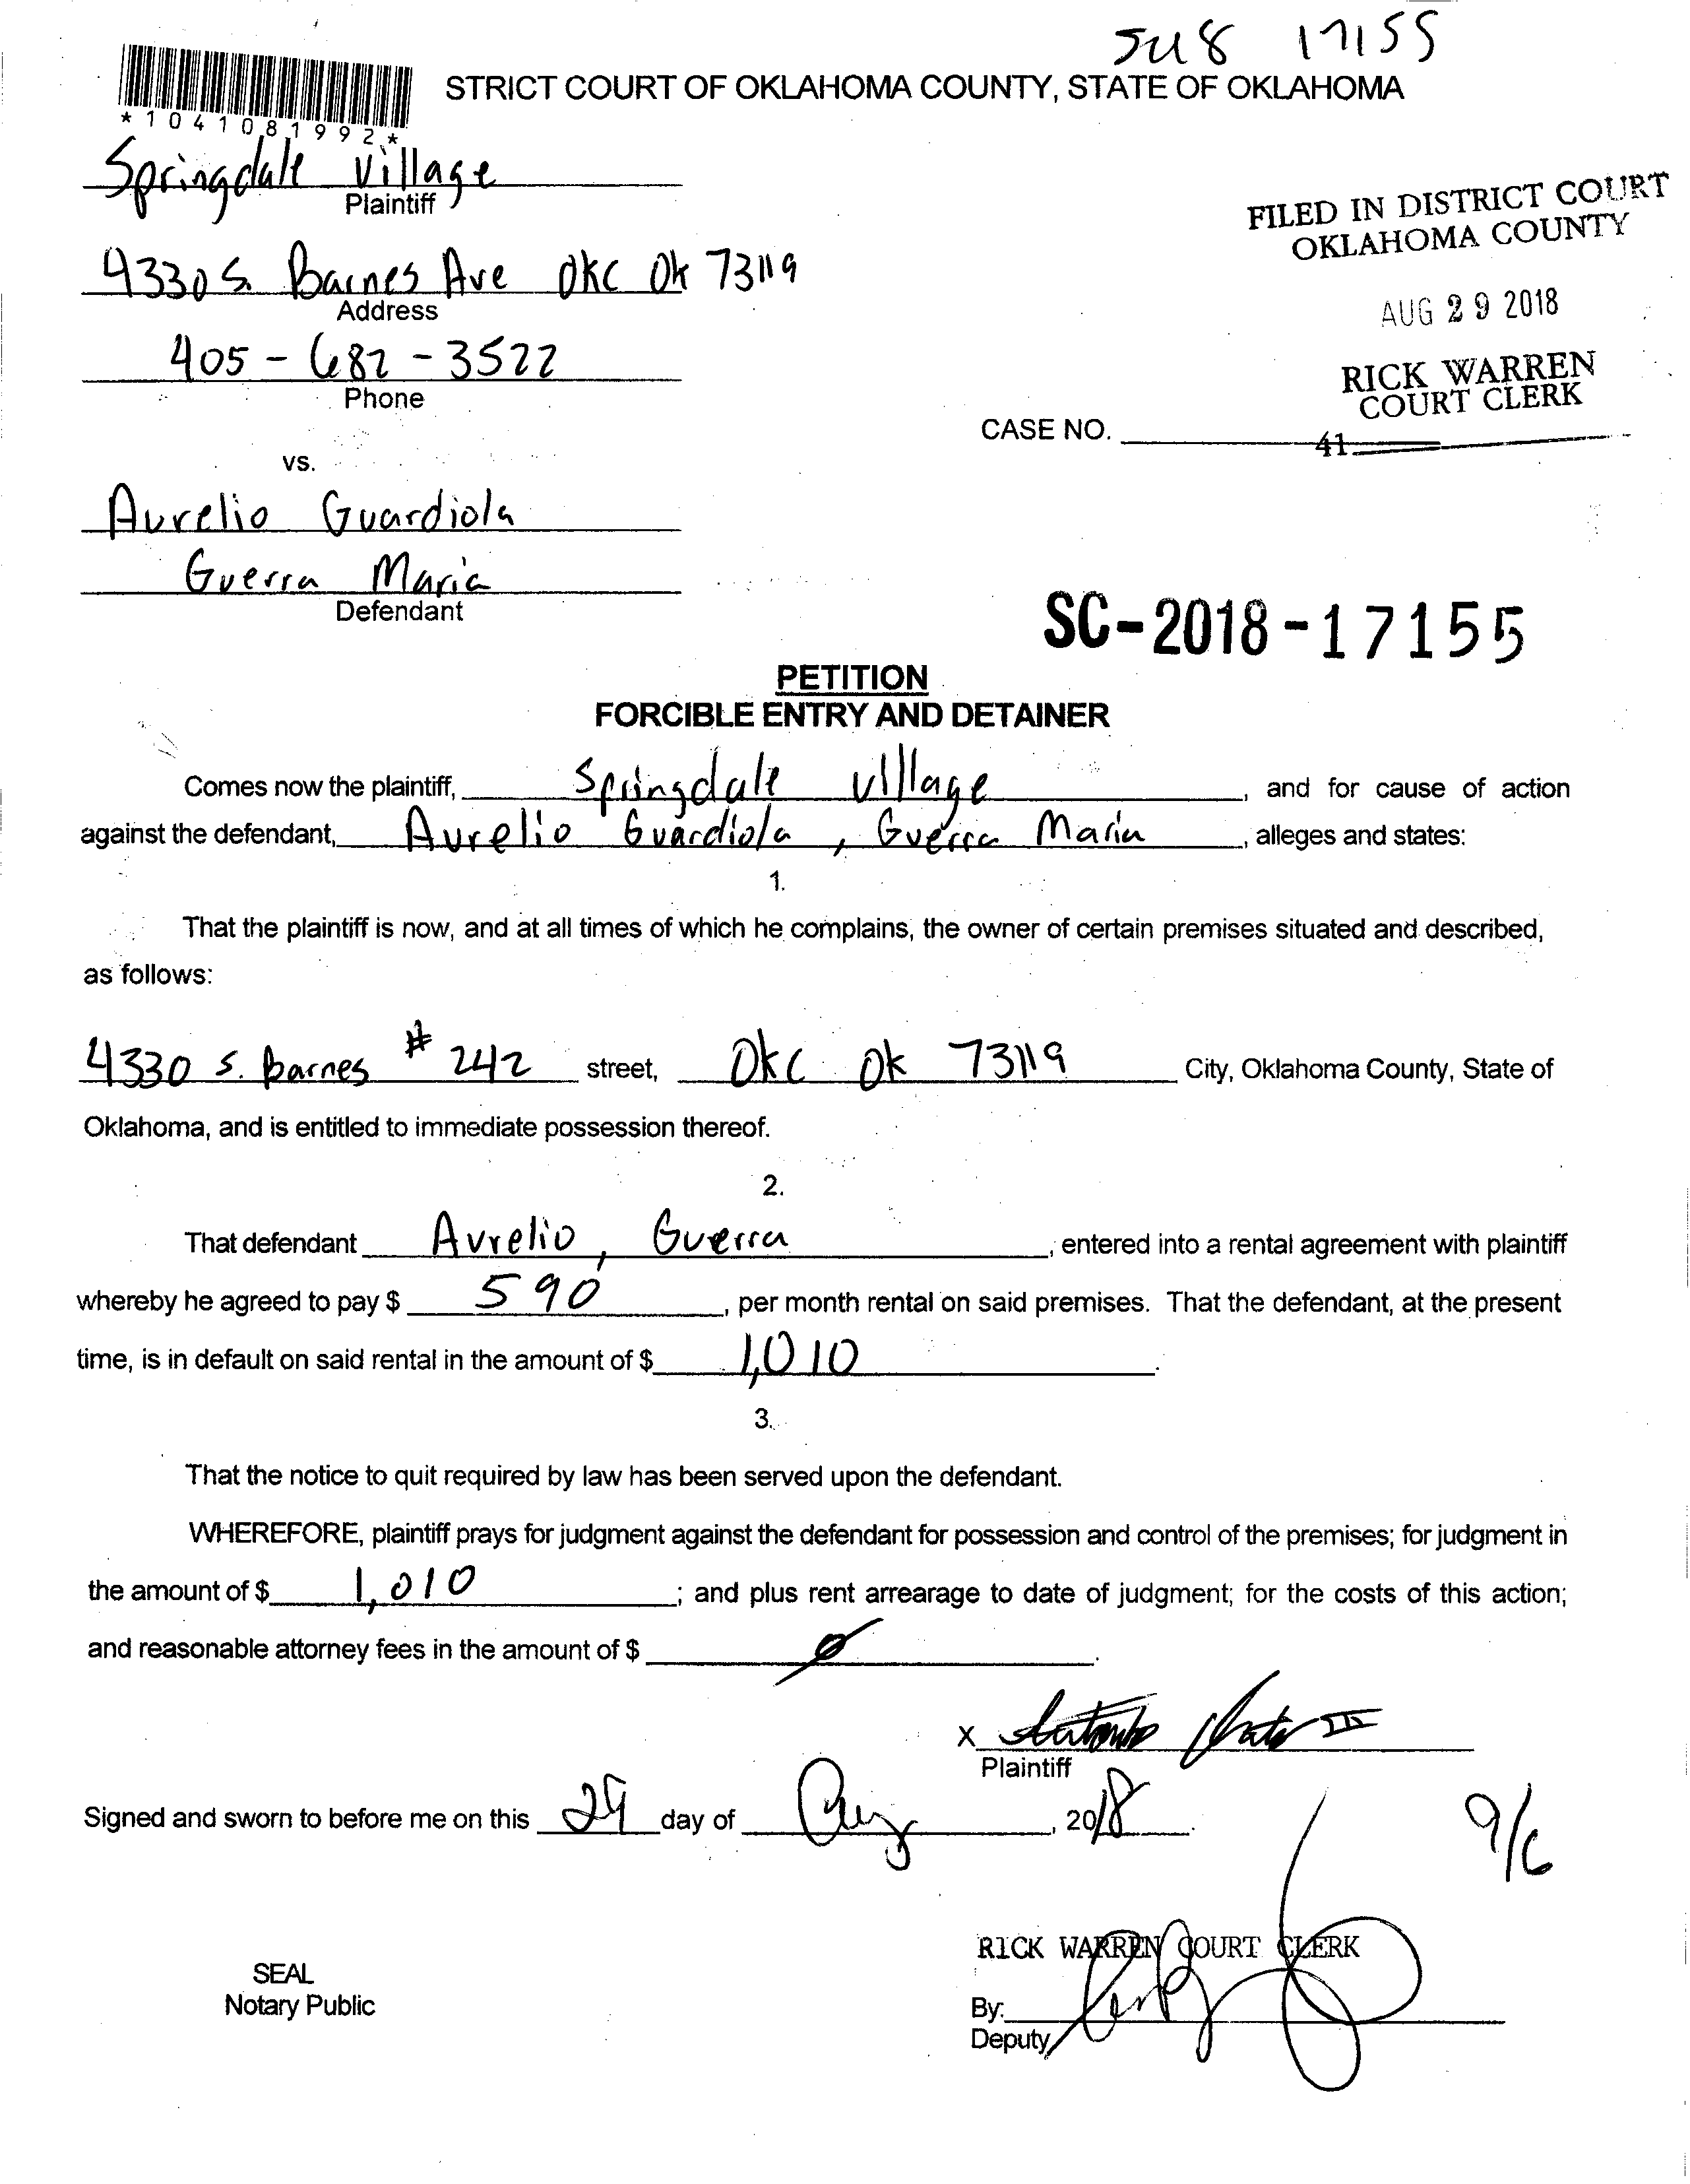 17155
STRICT COURT OF OKLAHOMA COUNTY, STATE OF OKLAHOMA
*1041081992*
Springdale Village
Plaintiff
4330 S. Barnes Ave OKC OK 73119
Address
405-682-3522
Phone
FILED IN DISTRICT COURT
OKLAHOMA COUNTY
AUG 29 2018
RICK WARREN
COURT CLERK
CASE NO.
41
vs.
Aurelio Guardiola
Guerra Maria
Defendant
SC-2018-17155
PETITION
FORCIBLE ENTRY AND DETAINER
Comes now the plaintiff, Springdale Village, and for cause of action
against the defendant, Aurelio Guardiola, Guerra Maria, alleges and states:
1.
That the plaintiff is now, and at all times of which he complains, the owner of certain premises situated and described,
as follows:
4330 S. Barnes # 242 street, OKC OK 73119 City, Oklahoma County, State of
Oklahoma, and is entitled to immediate possession thereof.
2.
That defendant Aurelio, Guerra, entered into a rental agreement with plaintiff
whereby he agreed to pay $ 590, per month rental on said premises. That the defendant, at the present
time, is in default on said rental in the amount of $ 1,010.
3.
That the notice to quit required by law has been served upon the defendant.
WHEREFORE, plaintiff prays for judgment against the defendant for possession and control of the premises; for judgment in
the amount of $ 1,010; and plus rent arrearage to date of judgment; for the costs of this action;
and reasonable attorney fees in the amount of $ 0.
X
Plaintiff
Signed and sworn to before me on this 29 day of Aug, 2018.
9/6
RICK WARREN COURT CLERK
SEAL
Notary Public
By:
Deputy